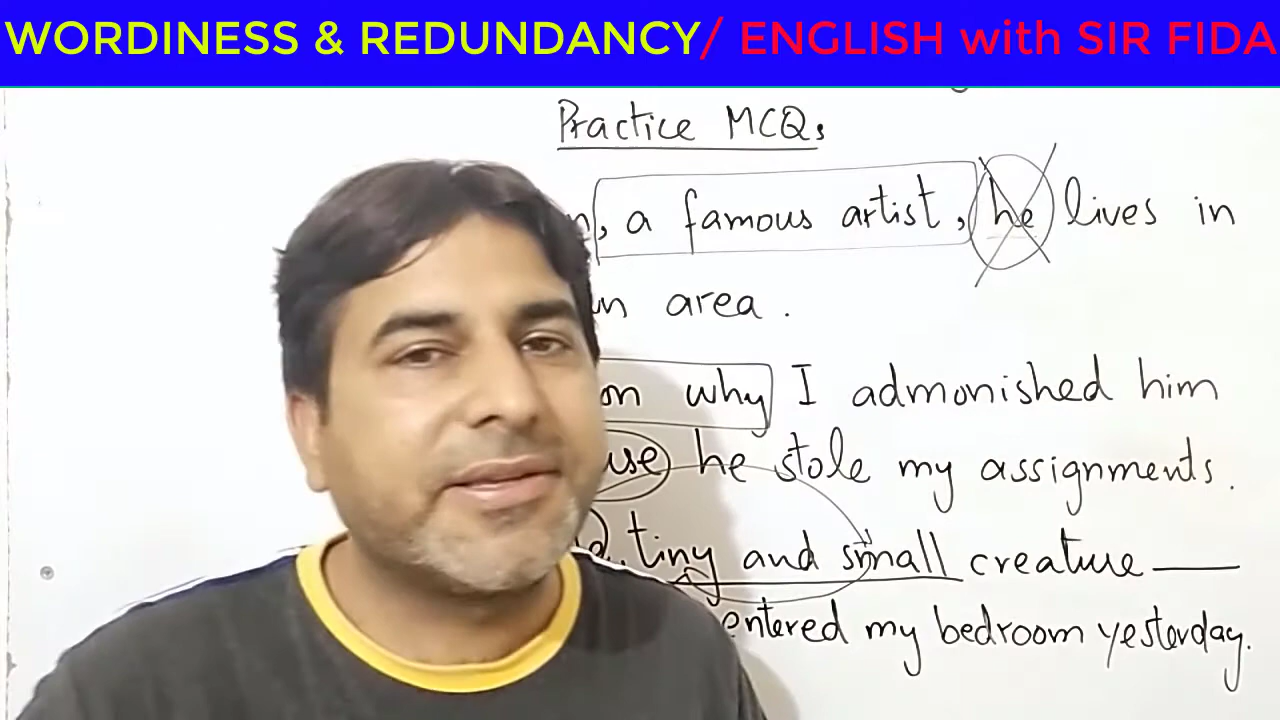 WORDINESS & REDUNDANCY/ ENGLISH with SIR FIDA
Practice MCQs
, a famous artist, he lives in
area.
why I admonished him
he stole my assignments.
tiny and small creature
entered my bedroom yesterday.